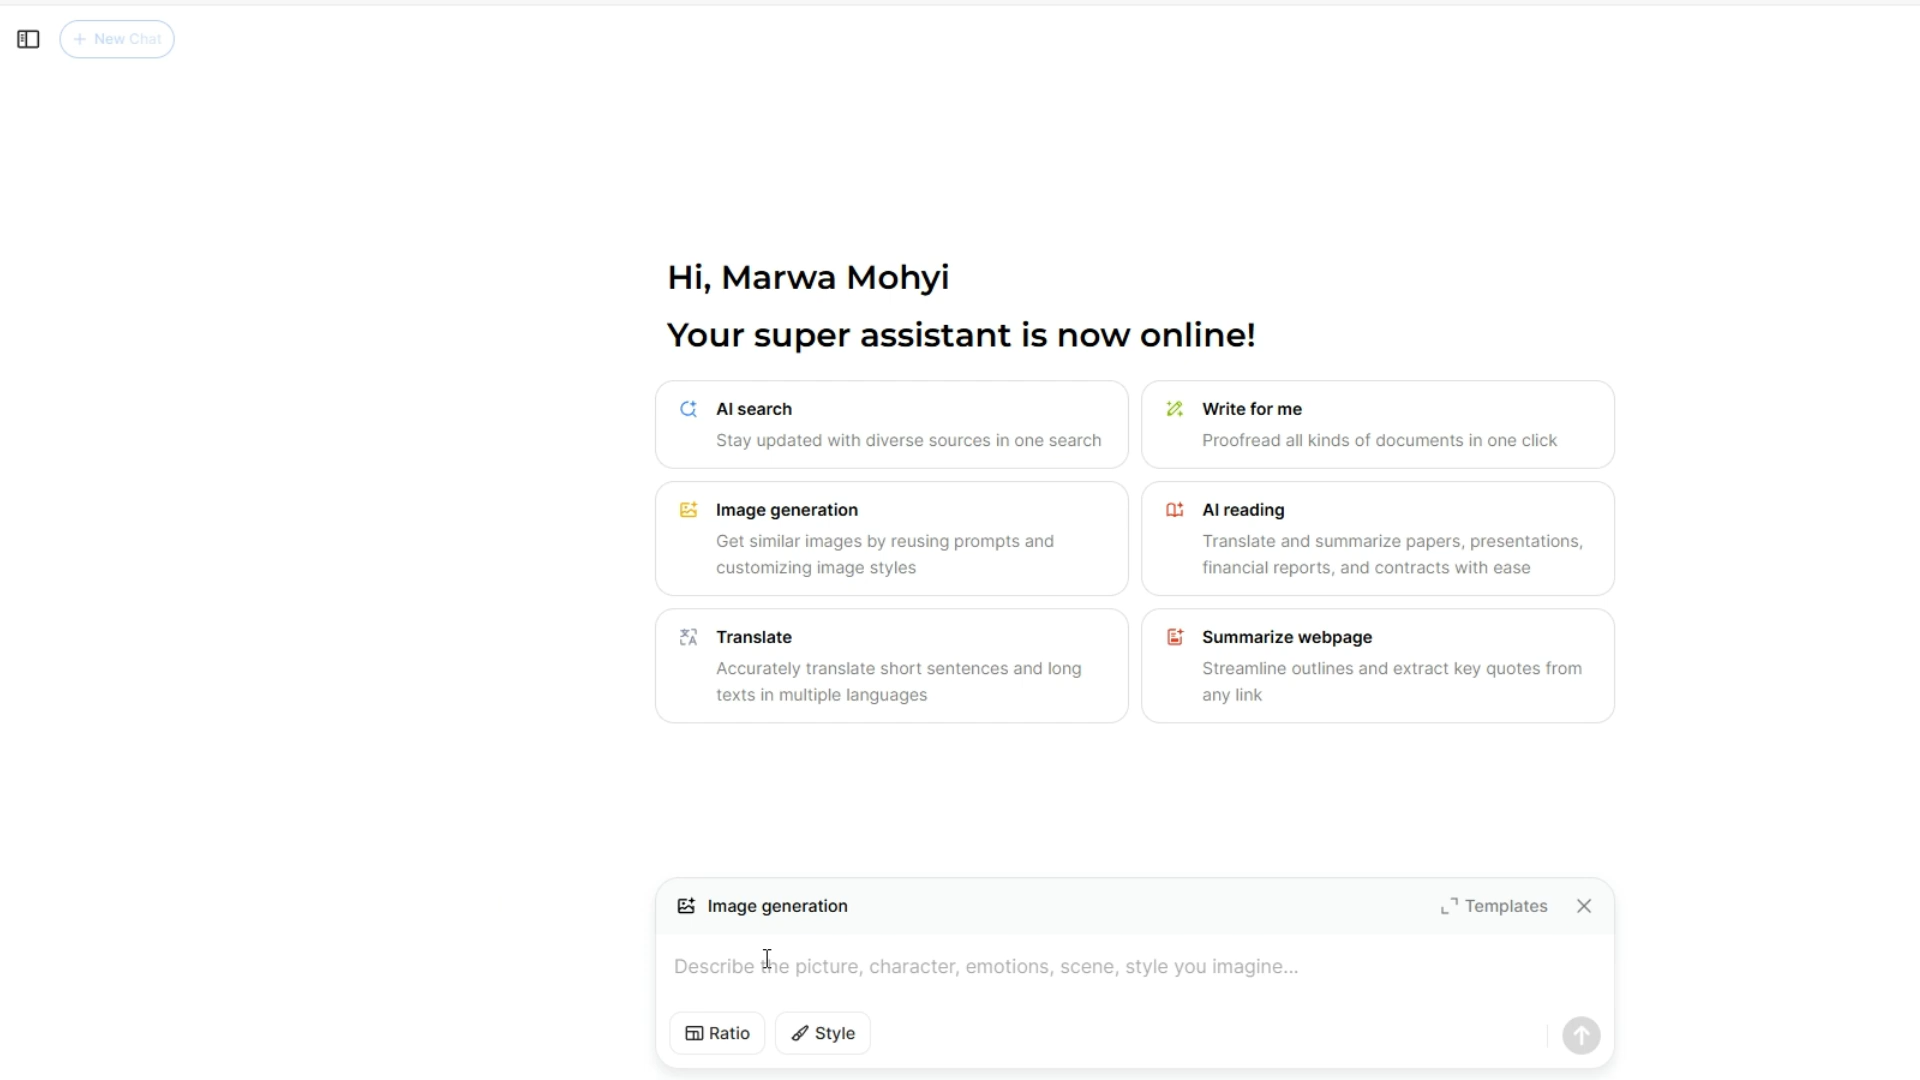 New Chat
Hi, Marwa Mohyi
Your super assistant is now online!
AI search
Stay updated with diverse sources in one search
Write for me
Proofread all kinds of documents in one click
Image generation
Get similar images by reusing prompts and
customizing image styles
AI reading
Translate and summarize papers, presentations,
financial reports, and contracts with ease
Translate
Accurately translate short sentences and long
texts in multiple languages
Summarize webpage
Streamline outlines and extract key quotes from
any link
Image generation
Templates
Describe the picture, character, emotions, scene, style you imagine...
Ratio
Style